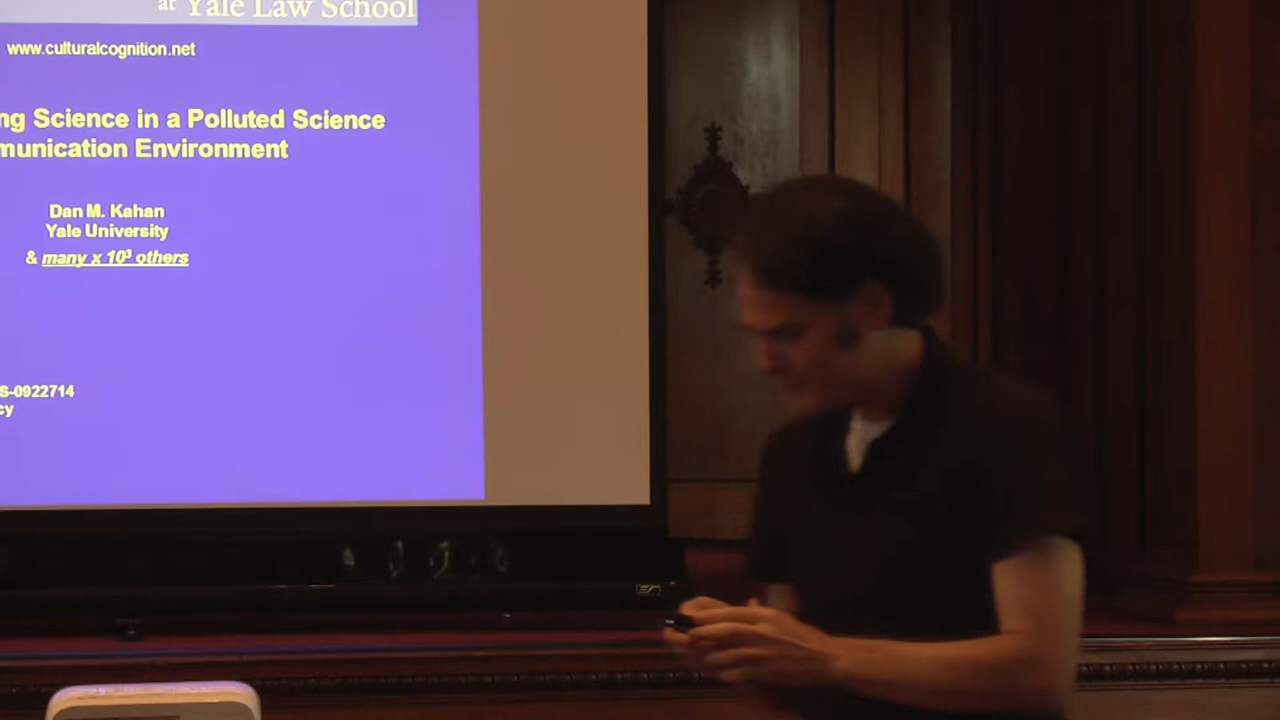 at Yale Law School
www.culturalcognition.net
ng Science in a Polluted Science
munication Environment
Dan M. Kahan
Yale University
& many x 10³ others
S-0922714
cy